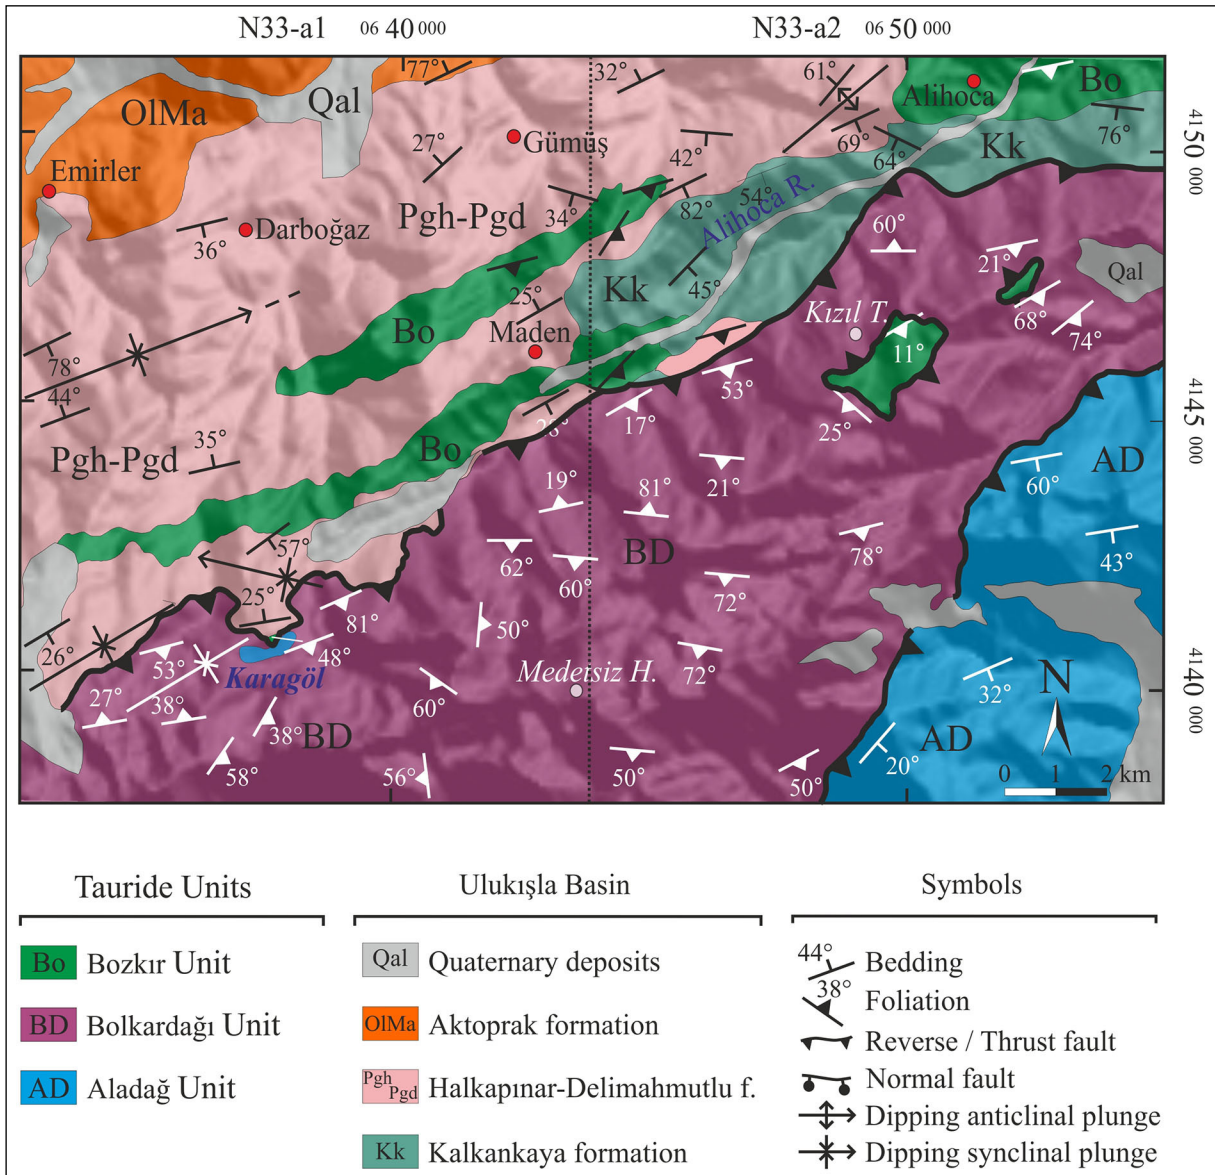 N33-a1 06 40 000 N33-a2 06 50 000
77° 32° 61° Alihoca Bo
OlMa Qal 69° 76°
Emirler 27° Gümüş 42° 64° Kk 41 50 000
Pgh-Pgd 34° 82° 54° Alihoca R.
36° Darboğaz 60° 21° Qal
25° Kk 45°
Bo Maden Kızıl T. 68° 74°
78° 11°
44° 53°
28° 17° 25° 41 45 000
Pgh-Pgd 35° Bo 21° AD
19° 81° 60°
57° BD 78° 43°
62° 60° 72°
25° 81° 50°
26° 53° 48° 72° 32° N
Karagöl Medetsiz H. 41 40 000
27° 38° 60°
38° BD AD
58° 56° 50° 50° 20° 0 1 2 km
Tauride Units
Bo Bozkır Unit
BD Bolkardağı Unit
AD Aladağ Unit
Ulukışla Basin
Qal Quaternary deposits
OlMa Aktoprak formation
Pgh Pgd Halkapınar-Delimahmutlu f.
Kk Kalkankaya formation
Symbols
44° Bedding
38° Foliation
Reverse / Thrust fault
Normal fault
Dipping anticlinal plunge
Dipping synclinal plunge